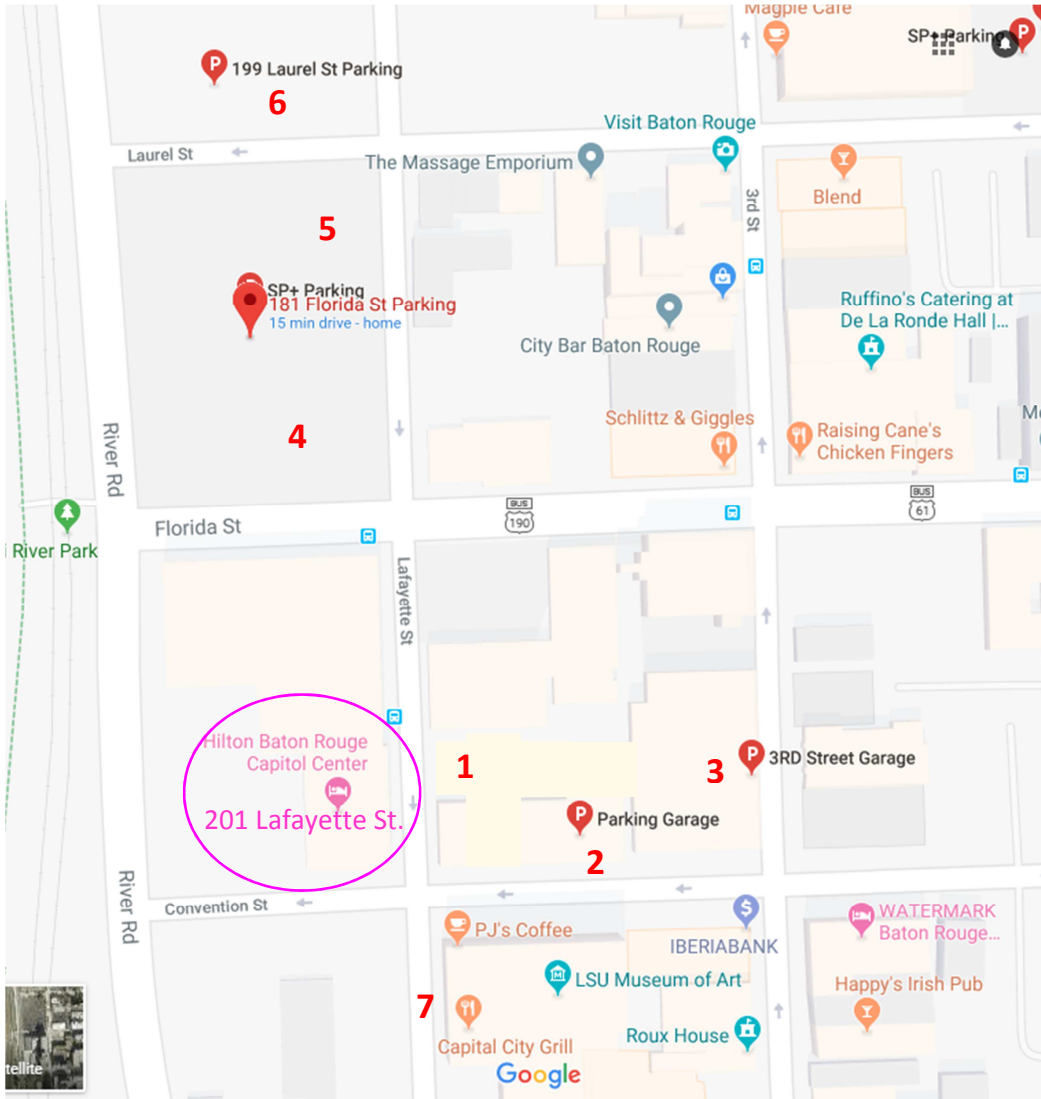 Magpie Cafe
SP+ Parking
199 Laurel St Parking
6
Visit Baton Rouge
Laurel St
The Massage Emporium
Blend
3rd St
5
SP+ Parking
181 Florida St Parking
15 min drive - home
Ruffino's Catering at
De La Ronde Hall |...
City Bar Baton Rouge
Schlittz & Giggles
Raising Cane's
Chicken Fingers
4
River Rd
BUS
190
BUS
61
Florida St
River Park
Lafayette St
Hilton Baton Rouge
Capitol Center
201 Lafayette St.
1
3
3RD Street Garage
Parking Garage
2
River Rd
Convention St
PJ's Coffee
IBERIABANK
WATERMARK
Baton Rouge...
LSU Museum of Art
Happy's Irish Pub
7
Capital City Grill
Roux House
Google
tellite